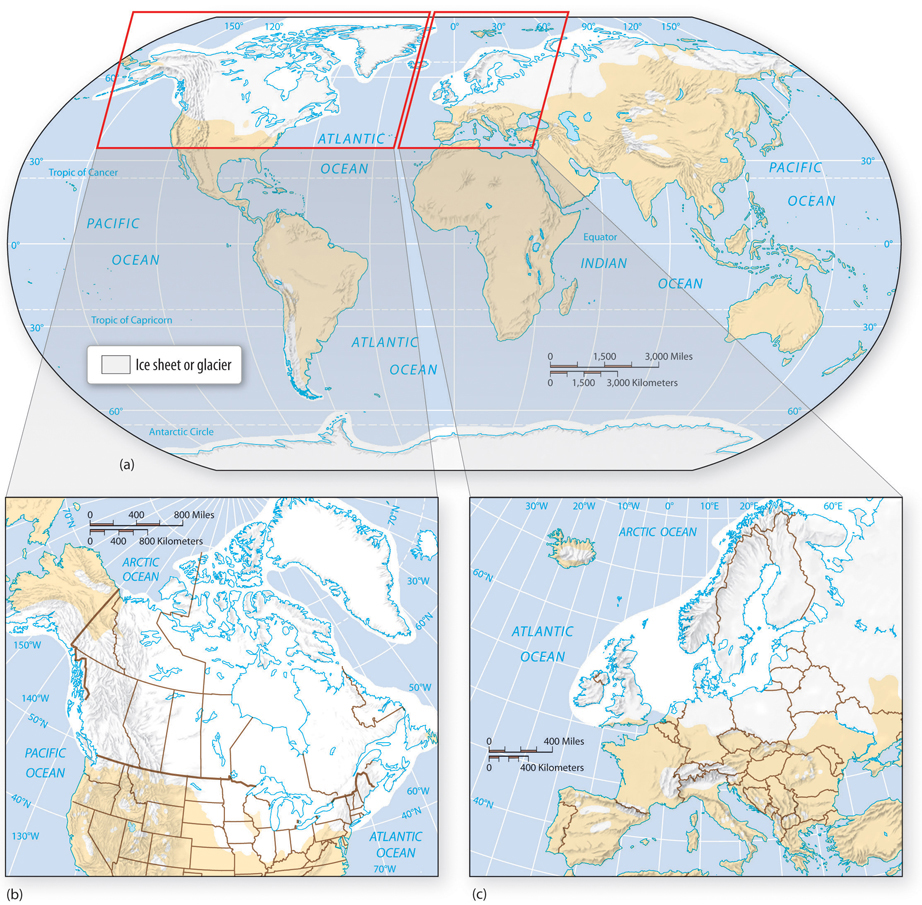 150° 120° 0° 60° 90° 120° 150°
60°
ATLANTIC
OCEAN
30° 30°
Tropic of Cancer
PACIFIC
OCEAN
PACIFIC
OCEAN
0° 0°
Equator
INDIAN
OCEAN
Tropic of Capricorn
30° 30°
ATLANTIC
OCEAN
Ice sheet or glacier
0 1,500 3,000 Miles
0 1,500 3,000 Kilometers
60° 60°
Antarctic Circle
(a)
0 400 800 Miles
0 400 800 Kilometers
70°N
70°N
ARCTIC
OCEAN
30°W
60°N
150°W
50°W
140°W
50°N
PACIFIC
OCEAN
60°W
40°N
40°N
130°W
ATLANTIC
OCEAN
70°W
(b)
30°W 20°W 10°W 0° 10°E 20°E 60°E
ARCTIC OCEAN
60°N
ATLANTIC
OCEAN
50°N
0 400 Miles
0 400 Kilometers
40°N
(c)